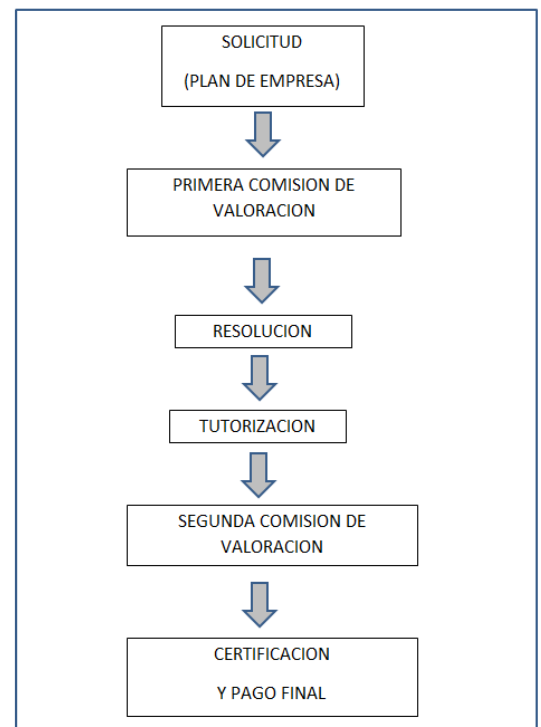 SOLICITUD
(PLAN DE EMPRESA)
PRIMERA COMISION DE
VALORACION
RESOLUCION
TUTORIZACION
SEGUNDA COMISION DE
VALORACION
CERTIFICACION
Y PAGO FINAL